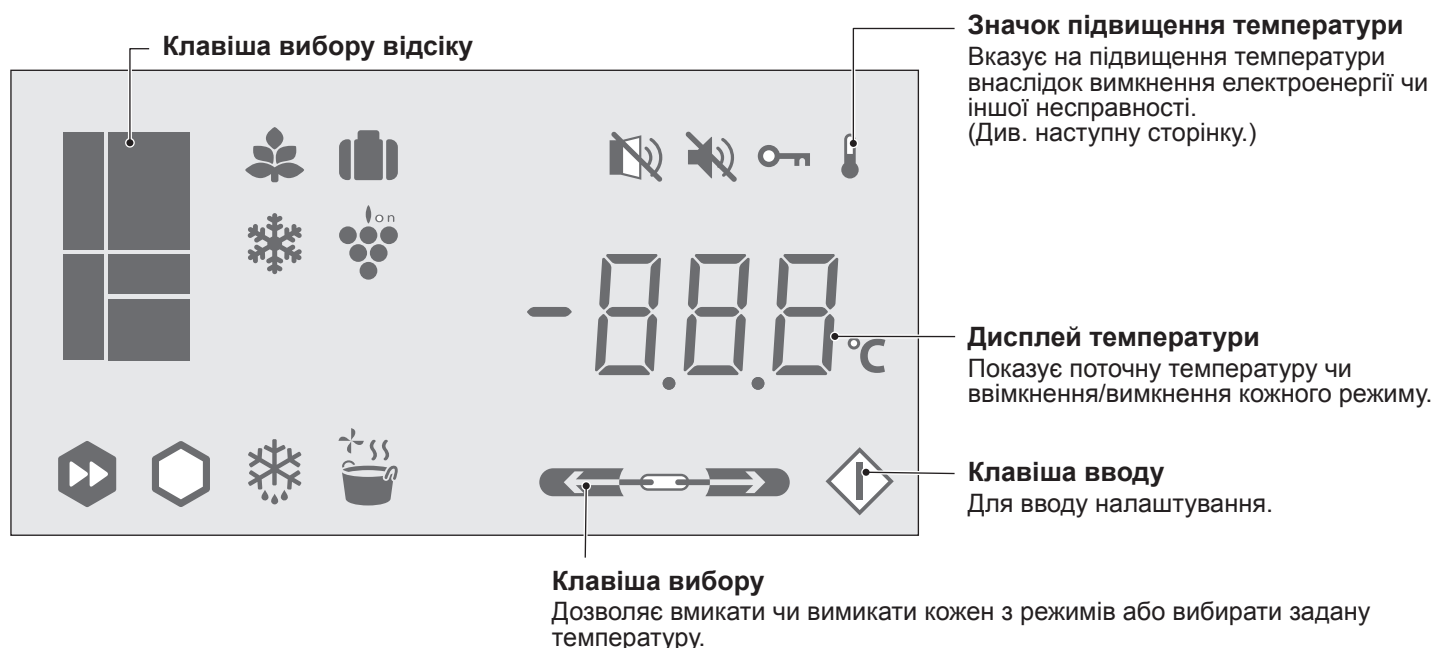 Клавіша вибору відсіку
Значок підвищення температури
Вказує на підвищення температури
внаслідок вимкнення електроенергії чи
іншої несправності.
(Див. наступну сторінку.)
on
-8.8.8 °C
Дисплей температури
Показує поточну температуру чи
ввімкнення/вимкнення кожного режиму.
Клавіша вводу
Для вводу налаштування.
Клавіша вибору
Дозволяє вмикати чи вимикати кожен з режимів або вибирати задану
температуру.